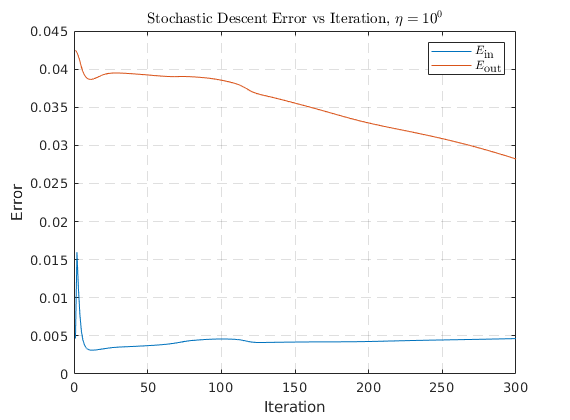 Stochastic Descent Error vs Iteration, η = 10⁰
E_in
E_out
0.045
0.04
0.035
0.03
0.025
0.02
0.015
0.01
0.005
0
Error
0 50 100 150 200 250 300
Iteration